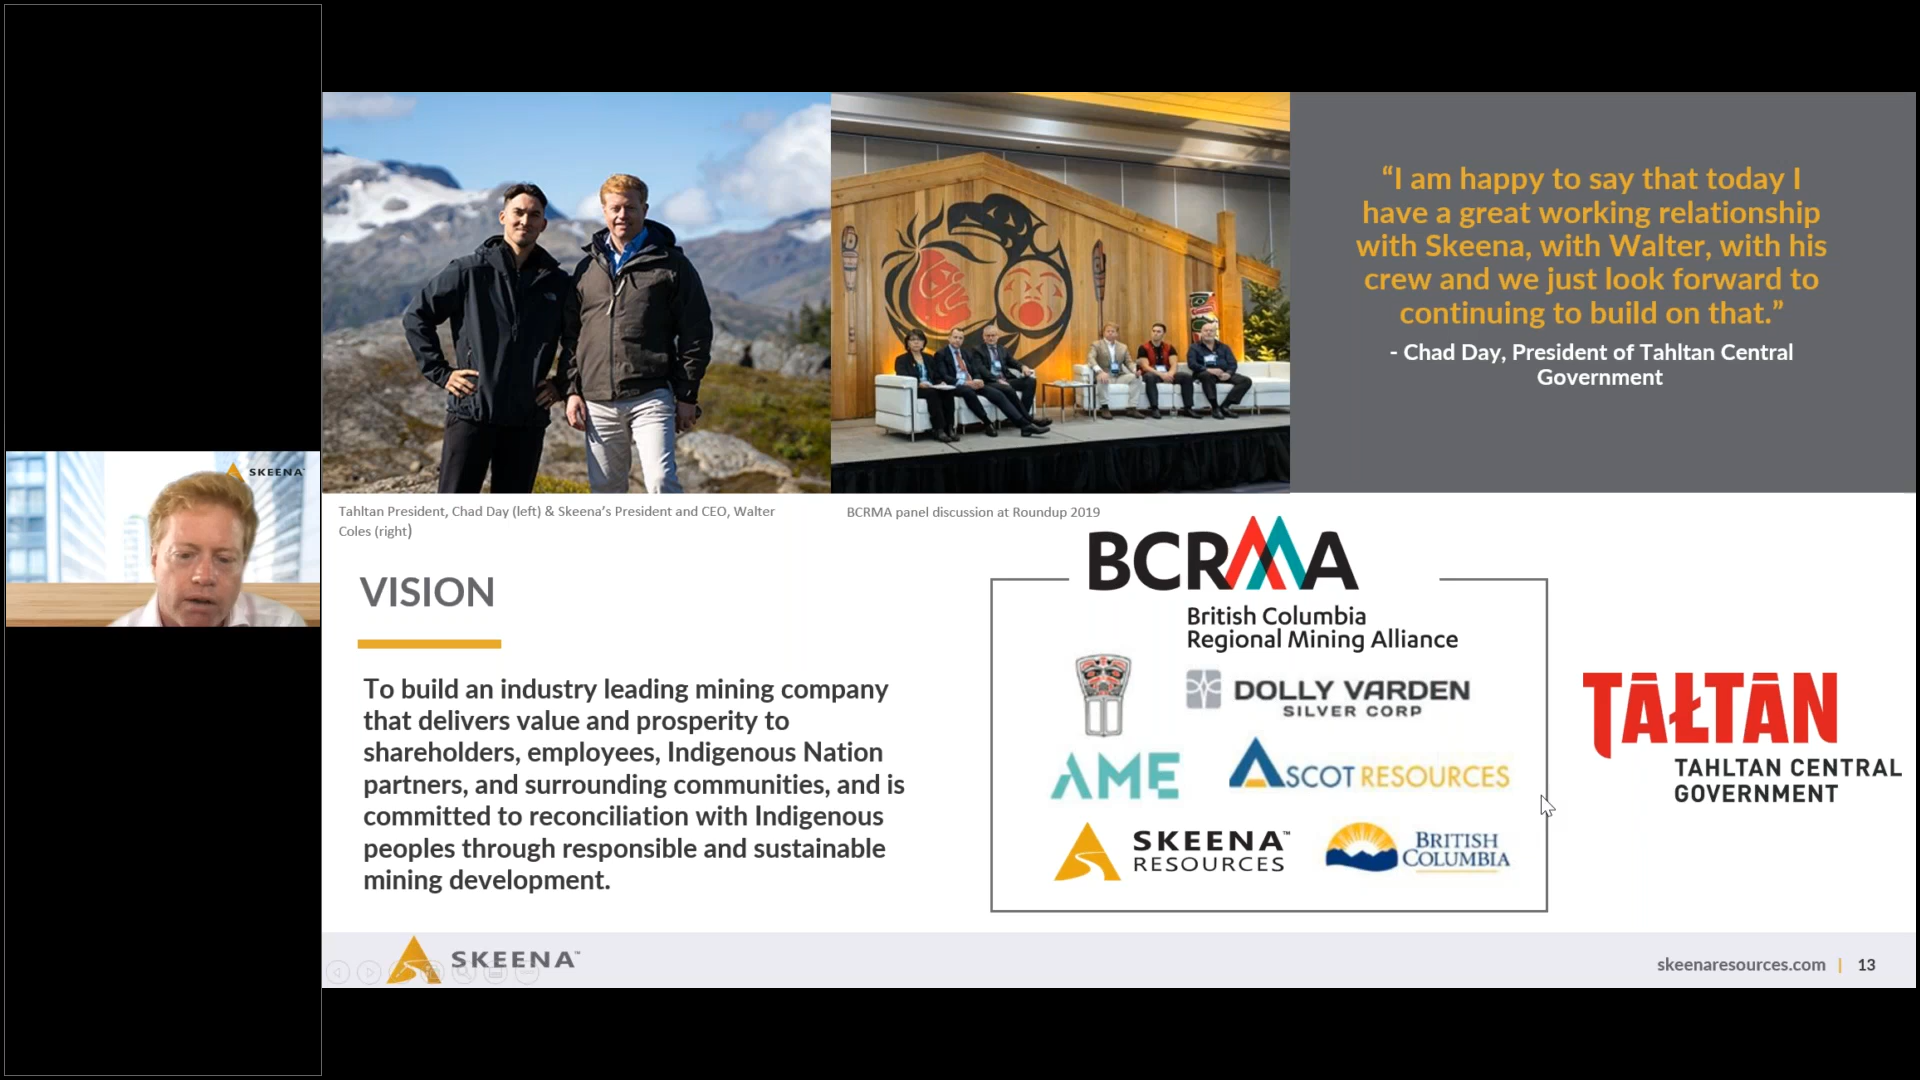 SKEENA
“I am happy to say that today I
have a great working relationship
with Skeena, with Walter, with his
crew and we just look forward to
continuing to build on that.”
- Chad Day, President of Tahltan Central
Government
Tahltan President, Chad Day (left) & Skeena’s President and CEO, Walter
Coles (right)
BCRMA panel discussion at Roundup 2019
VISION
To build an industry leading mining company
that delivers value and prosperity to
shareholders, employees, Indigenous Nation
partners, and surrounding communities, and is
committed to reconciliation with Indigenous
peoples through responsible and sustainable
mining development.
BCRMA
British Columbia
Regional Mining Alliance
DOLLY VARDEN
SILVER CORP
AME
ASCOT RESOURCES
SKEENA™
RESOURCES
BRITISH
COLUMBIA
TĀŁTĀN
TAHLTAN CENTRAL
GOVERNMENT
SKEENA™
skeenaresources.com | 13